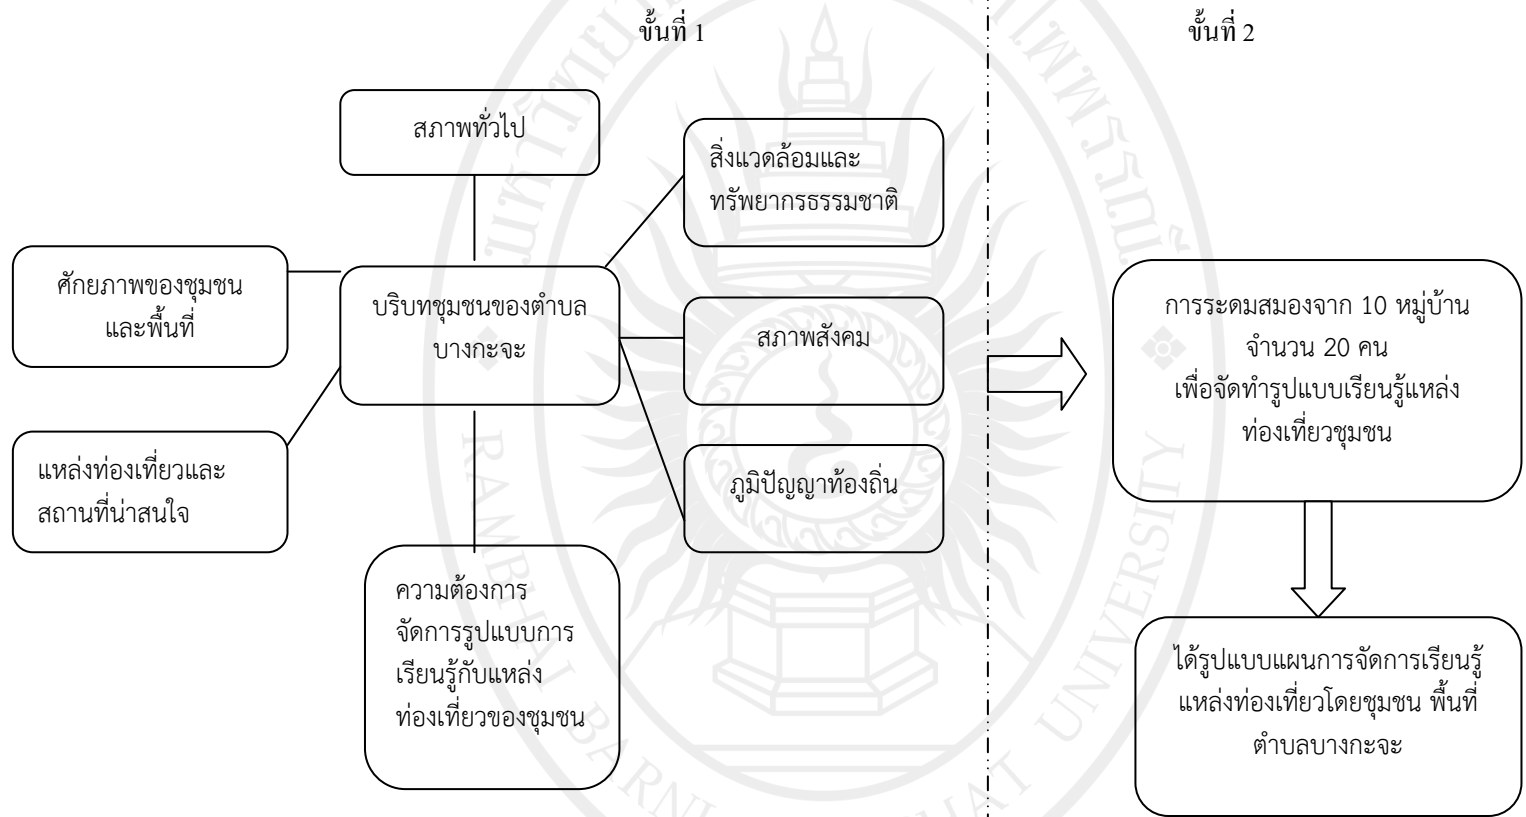 ขั้นที่ 1
ขั้นที่ 2
สภาพทั่วไป
สิ่งแวดล้อมและ
ทรัพยากรธรรมชาติ
ศักยภาพของชุมชน
และพื้นที่
บริบทชุมชนของตำบล
บางกะจะ
สภาพสังคม
แหล่งท่องเที่ยวและ
สถานที่น่าสนใจ
ภูมิปัญญาท้องถิ่น
ความต้องการ
จัดการรูปแบบการ
เรียนรู้กับแหล่ง
ท่องเที่ยวของชุมชน
การระดมสมองจาก 10 หมู่บ้าน
จำนวน 20 คน
เพื่อจัดทำรูปแบบเรียนรู้แหล่ง
ท่องเที่ยวชุมชน
ได้รูปแบบแผนการจัดการเรียนรู้
แหล่งท่องเที่ยวโดยชุมชน พื้นที่
ตำบลบางกะจะ
RAMBHAI
UNIVERSITY